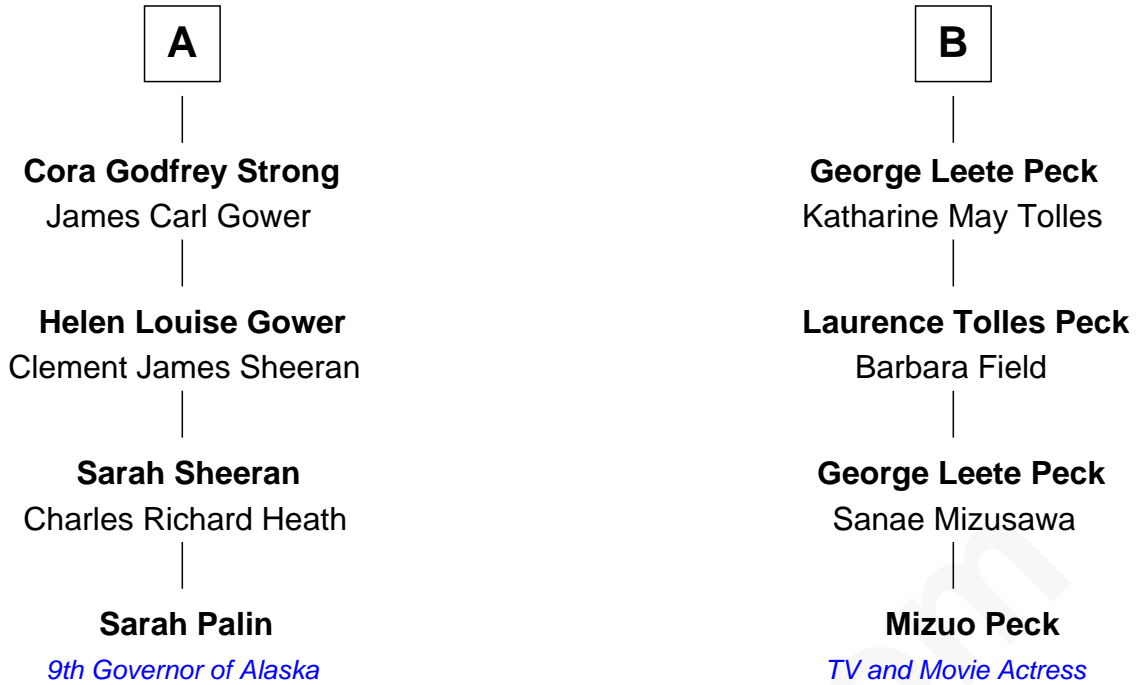 A
Cora Godfrey Strong
James Carl Gower
Helen Louise Gower
Clement James Sheeran
Sarah Sheeran
Charles Richard Heath
Sarah Palin
9th Governor of Alaska
B
George Leete Peck
Katharine May Tolles
Laurence Tolles Peck
Barbara Field
George Leete Peck
Sanae Mizusawa
Mizuo Peck
TV and Movie Actress